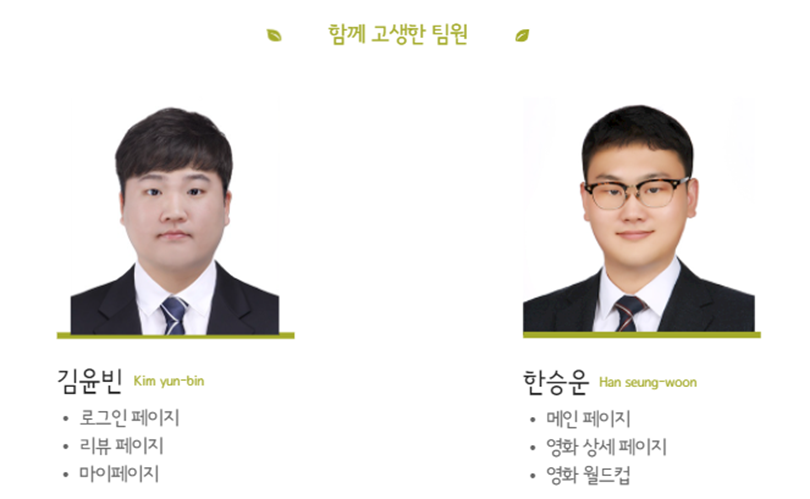 함께 고생한 팀원
김윤빈 Kim yun-bin
• 로그인 페이지
• 리뷰 페이지
• 마이페이지
한승운 Han seung-woon
• 메인 페이지
• 영화 상세 페이지
• 영화 월드컵